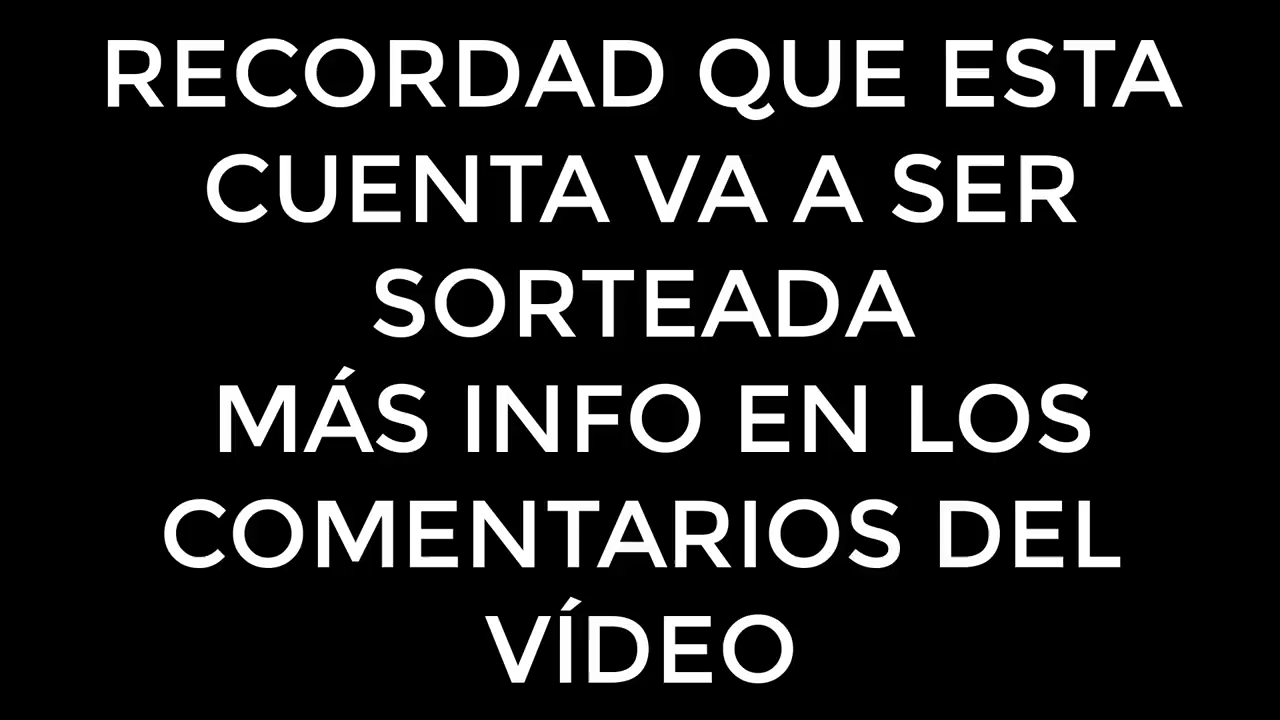 RECORDAD QUE ESTA
CUENTA VA A SER
SORTEADA
MÁS INFO EN LOS
COMENTARIOS DEL
VÍDEO